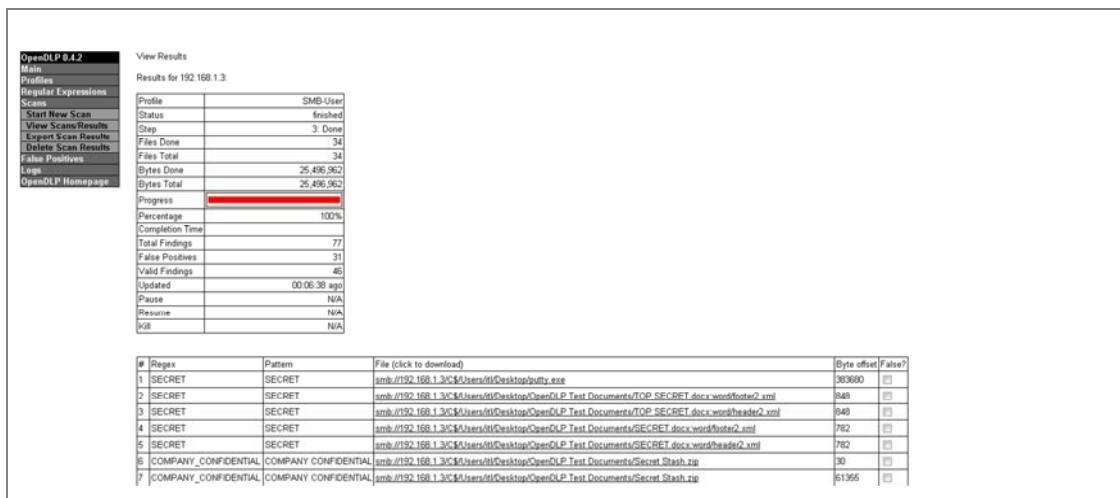 OpenDLP 0.4.2
Main
Profiles
Regular Expressions
Scans
Start New Scan
View Scans/Results
Export Scan Results
Delete Scan Results
False Positives
Logs
OpenDLP Homepage
View Results
Results for 192.168.1.3:
Profile SMB-User
Status finished
Step 3: Done
Files Done 34
Files Total 34
Bytes Done 25,496,962
Bytes Total 25,496,962
Progress
Percentage 100%
Completion Time
Total Findings 77
False Positives 31
Valid Findings 46
Updated 00:06:38 ago
Pause N/A
Resume N/A
Kill N/A
# Regex Pattern File (click to download) Byte offset False?
1 SECRET SECRET smb://192.168.1.3/C$/Users/itl/Desktop/putty.exe 383680
2 SECRET SECRET smb://192.168.1.3/C$/Users/itl/Desktop/OpenDLP Test Documents/TOP SECRET.docx:word/footer2.xml 848
3 SECRET SECRET smb://192.168.1.3/C$/Users/itl/Desktop/OpenDLP Test Documents/TOP SECRET.docx:word/header2.xml 848
4 SECRET SECRET smb://192.168.1.3/C$/Users/itl/Desktop/OpenDLP Test Documents/SECRET.docx:word/footer2.xml 782
5 SECRET SECRET smb://192.168.1.3/C$/Users/itl/Desktop/OpenDLP Test Documents/SECRET.docx:word/header2.xml 782
6 COMPANY_CONFIDENTIAL COMPANY CONFIDENTIAL smb://192.168.1.3/C$/Users/itl/Desktop/OpenDLP Test Documents/Secret Stash.zip 30
7 COMPANY_CONFIDENTIAL COMPANY CONFIDENTIAL smb://192.168.1.3/C$/Users/itl/Desktop/OpenDLP Test Documents/Secret Stash.zip 61355